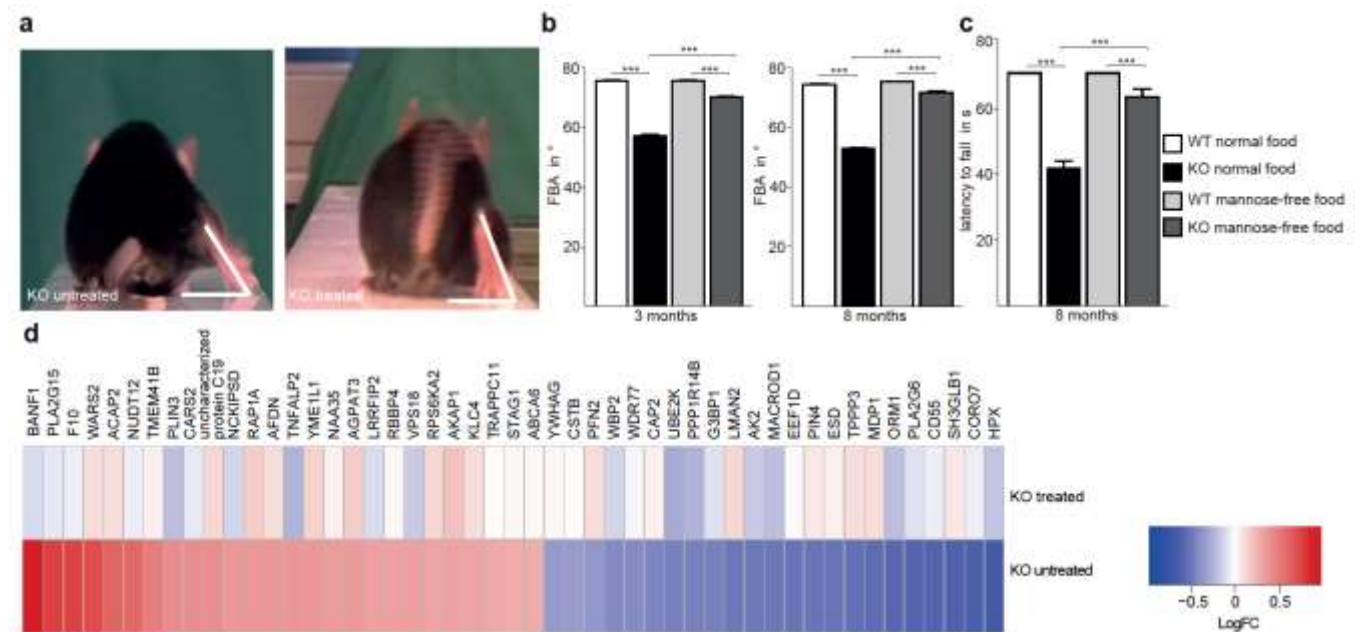 a
KO untreated
KO treated
b
***
*** ***
80
60
40
20
FBA in °
3 months
***
*** ***
80
60
40
20
FBA in °
8 months
c
***
*** ***
80
60
40
20
latency to fall in s
8 months
WT normal food
KO normal food
WT mannose-free food
KO mannose-free food
d
BANF1
PLA2G15
F10
WARS2
ACAP2
NUDT12
TMEM41B
PLIN3
CARS2
uncharacterized
protein C19
NCKIPSD
RAP1A
AFDN
TNFALP2
YME1L1
NAA35
AGPAT3
LRRFIP2
RBBP4
VPS18
RPS6KA2
AKAP1
KLC4
TRAPPC11
STAG1
ABCA6
YWHAG
CSTB
PFN2
WBP2
WDR77
CAP2
UBE2K
PPP1R14B
G3BP1
LMAN2
AK2
MACROD1
EEF1D
PIN4
ESD
TPPP3
MDP1
ORM1
PLA2G6
CD55
SH3GLB1
CORO7
HPX
KO treated
KO untreated
−0.5 0 0.5
LogFC